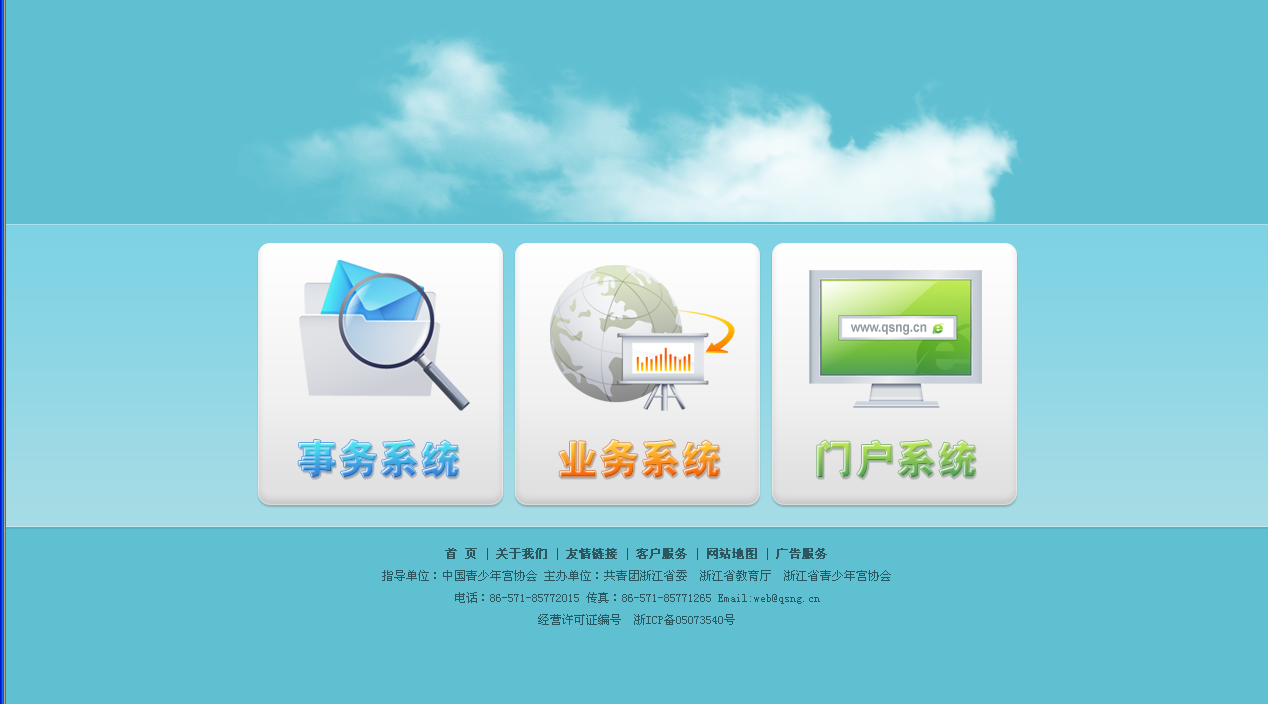 www.qsng.cn
事务系统 业务系统 门户系统
首 页 | 关于我们 | 友情链接 | 客户服务 | 网站地图 | 广告服务
指导单位：中国青少年宫协会 主办单位：共青团浙江省委 浙江省教育厅 浙江省青少年宫协会
电话：86-571-85772015 传真：86-571-85771265 Email:web@qsng.cn
经营许可证编号 浙ICP备05073540号